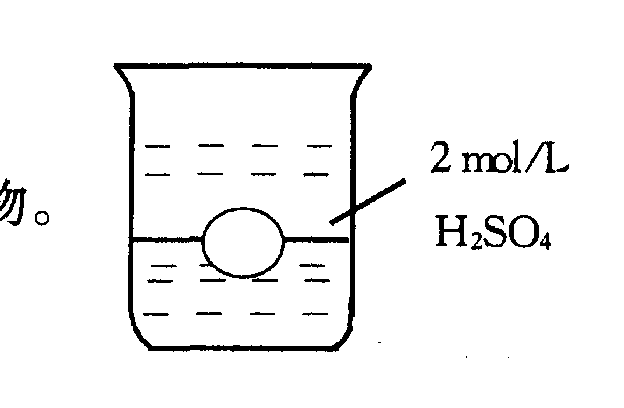 2 mol/L
物。
H₂SO₄